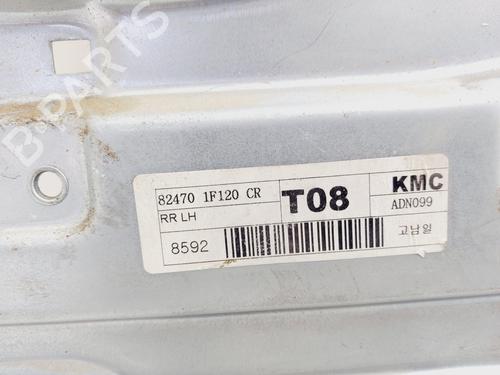 B-Parts
82470 1F120 CR
RR LH
T08
KMC
ADN099
8592
고남일